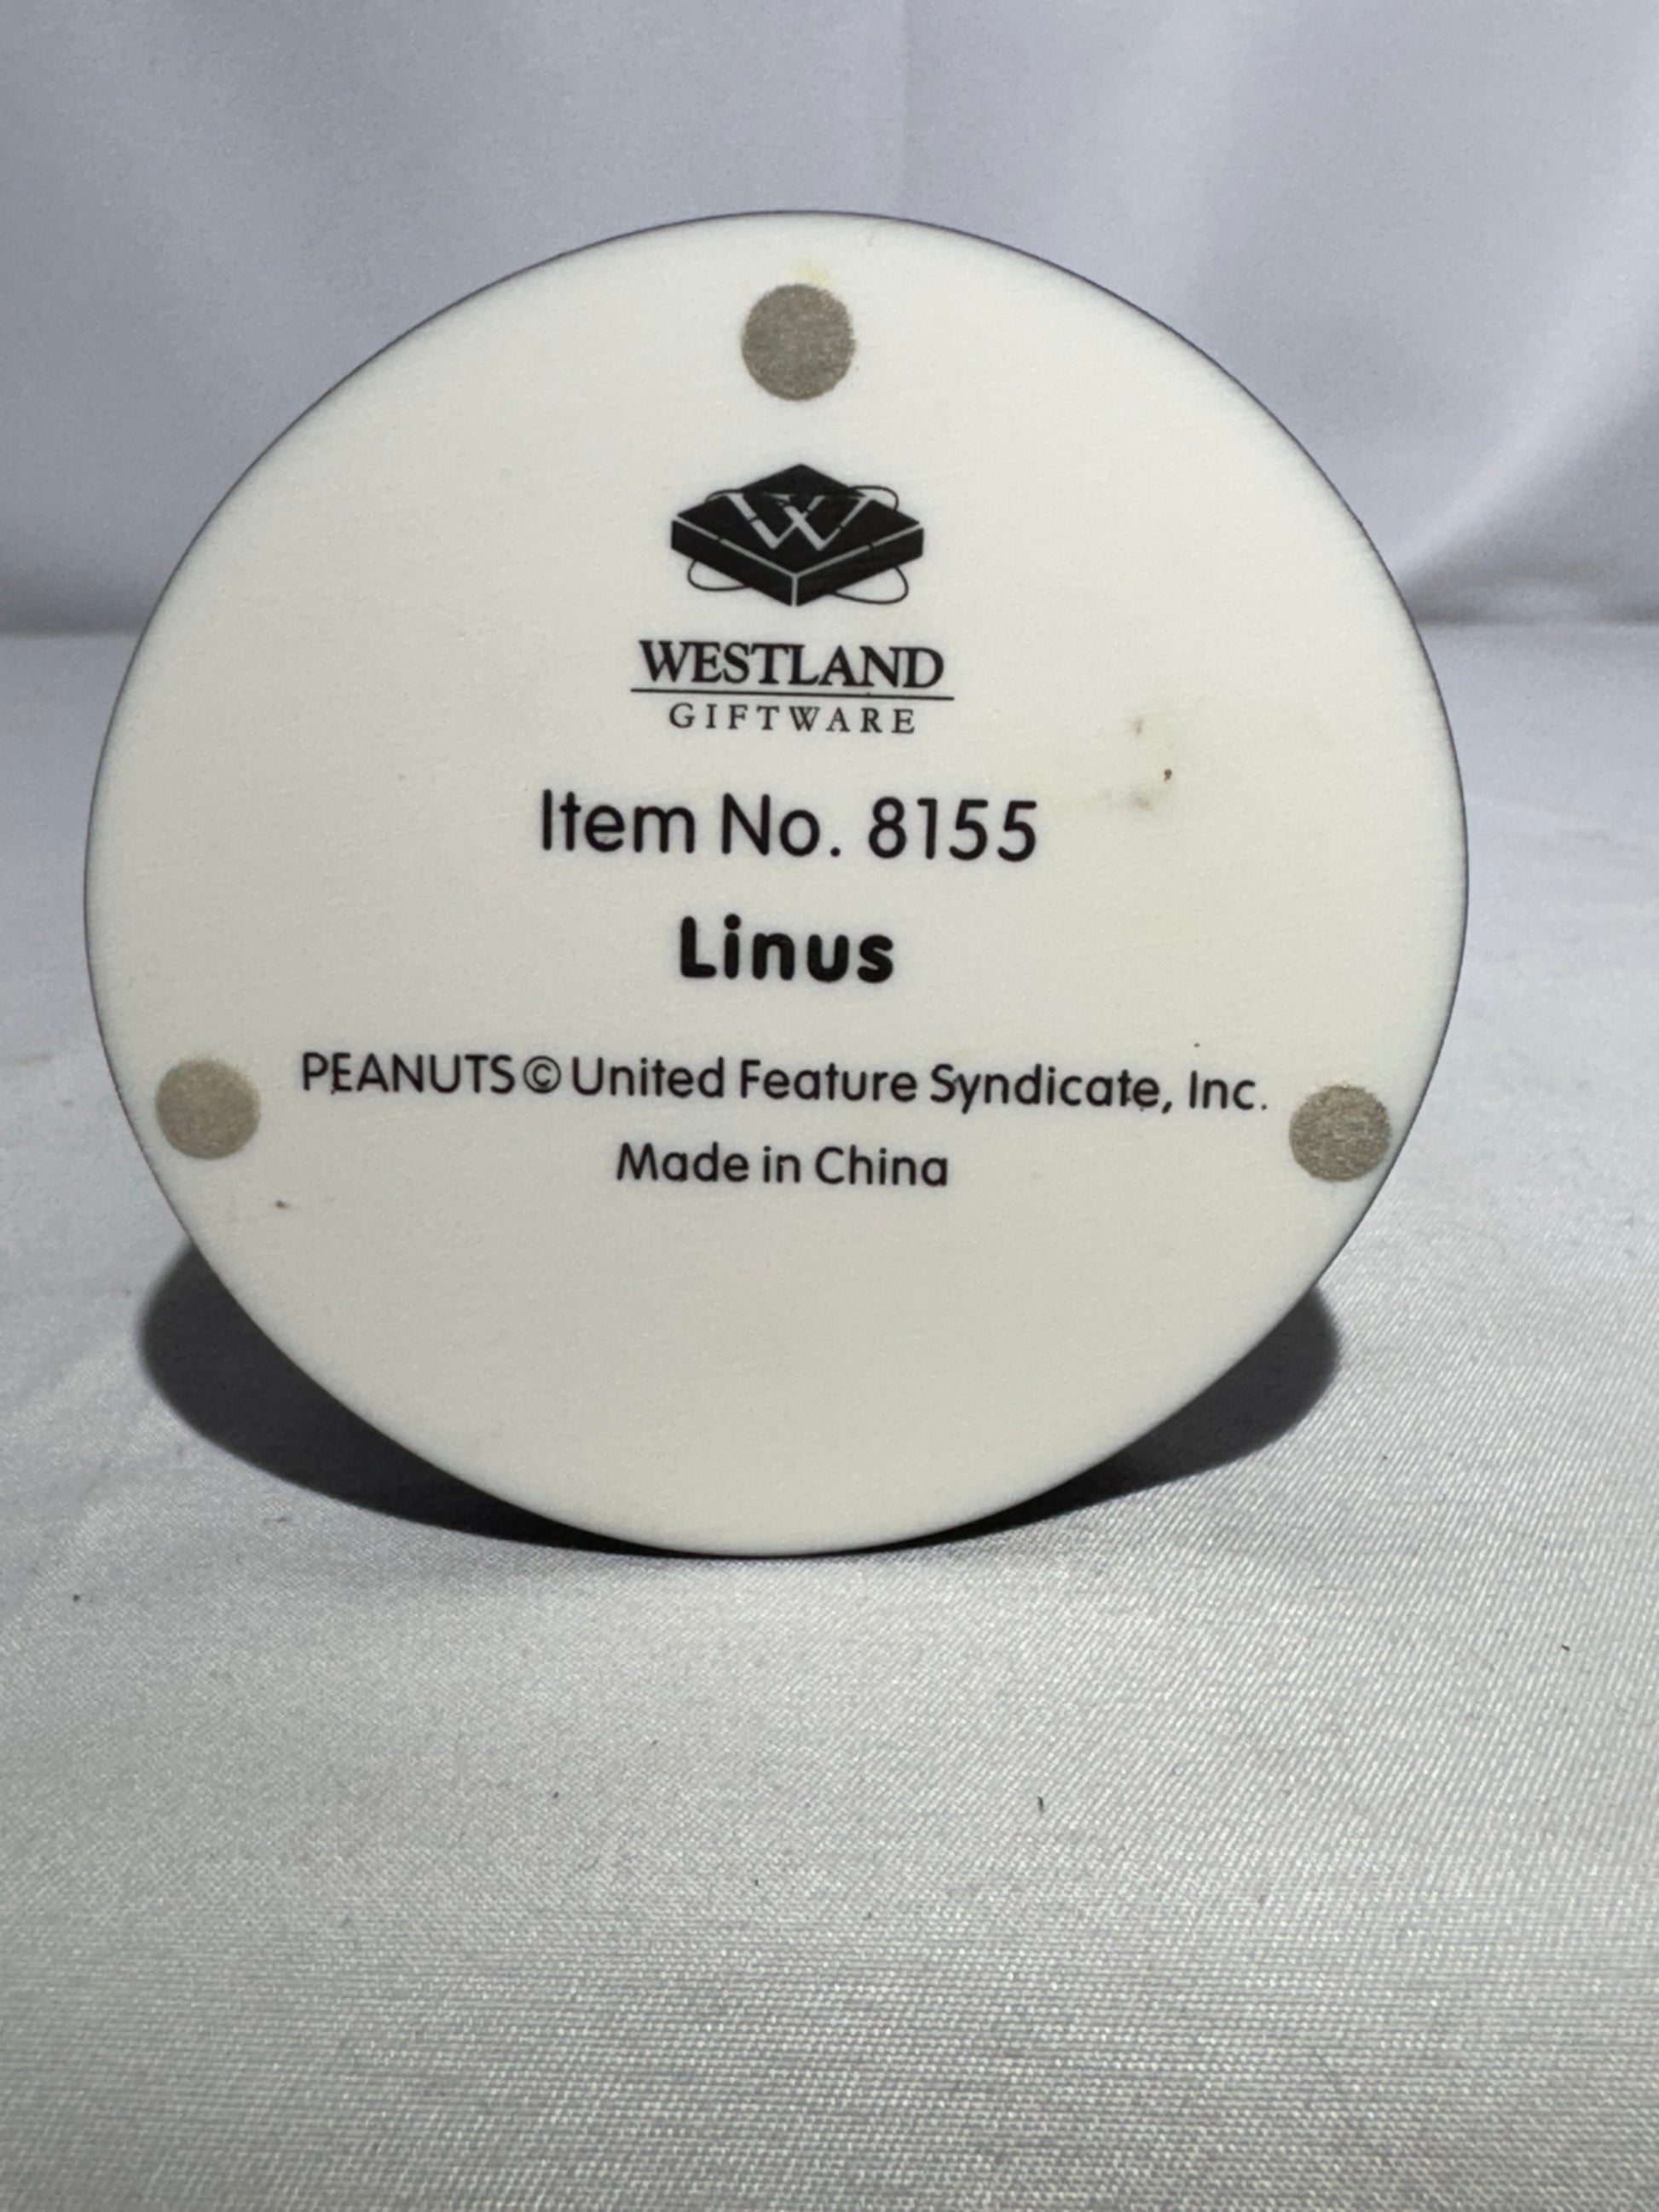 W
WESTLAND
GIFTWARE
Item No. 8155
Linus
PEANUTS © United Feature Syndicate, Inc.
Made in China